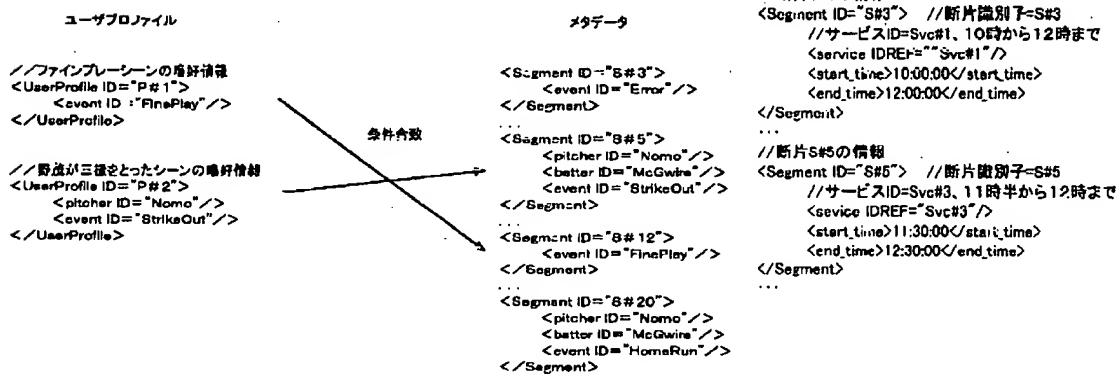 ユーザプロファイル
//ファインプレーシーンの嗜好情報
<UserProfile ID="P#1">
<event ID="FinePlay"/>
</UserProfile>
//野茂が三振をとったシーンの嗜好情報
<UserProfile ID="P#2">
<pitcher ID="Nomo"/>
<event ID="StrikeOut"/>
</UserProfile>
条件合致
メタデータ
<Segment ID="S#3">
<event ID="Error"/>
</Segment>
...
<Segment ID="S#5">
<pitcher ID="Nomo"/>
<batter ID="McGwire"/>
<event ID="StrikeOut"/>
</Segment>
...
<Segment ID="S#12">
<event ID="FinePlay"/>
</Segment>
...
<Segment ID="S#20">
<pitcher ID="Nomo"/>
<batter ID="McGwire"/>
<event ID="HomeRun"/>
</Segment>
<Segment ID="S#3"> //断片識別子=S#3
//サービスID=Svc#1、10時から12時まで
<service IDREF=""Svc#1"/>
<start_time>10:00:00</start_time>
<end_time>12:00:00</end_time>
</Segment>
...
//断片S#5の情報
<Segment ID="S#5"> //断片識別子=S#5
//サービスID=Svc#3、11時半から12時まで
<sevice IDREF="Svc#3"/>
<start_time>11:30:00</start_time>
<end_time>12:30:00</end_time>
</Segment>
...